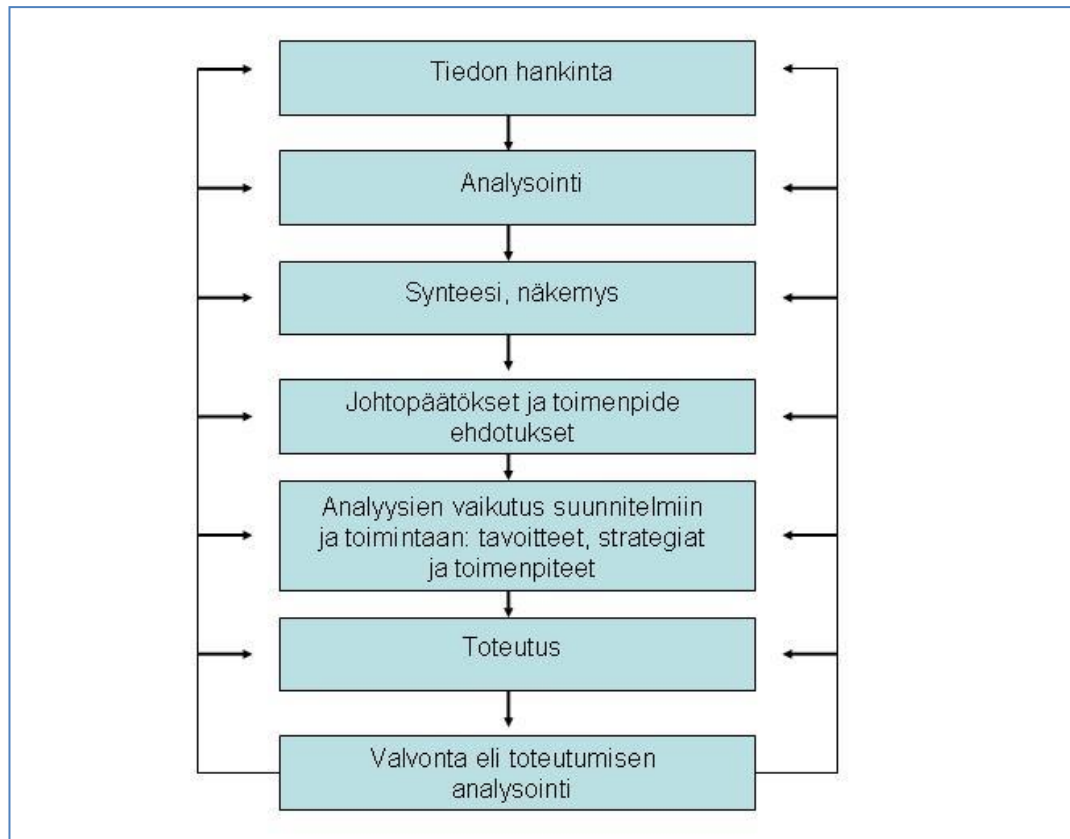 Tiedon hankinta
Analysointi
Synteesi, näkemys
Johtopäätökset ja toimenpide
ehdotukset
Analyysien vaikutus suunnitelmiin
ja toimintaan: tavoitteet, strategiat
ja toimenpiteet
Toteutus
Valvonta eli toteutumisen
analysointi